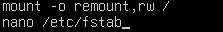 mount -o remount,rw /
nano /etc/fstab_